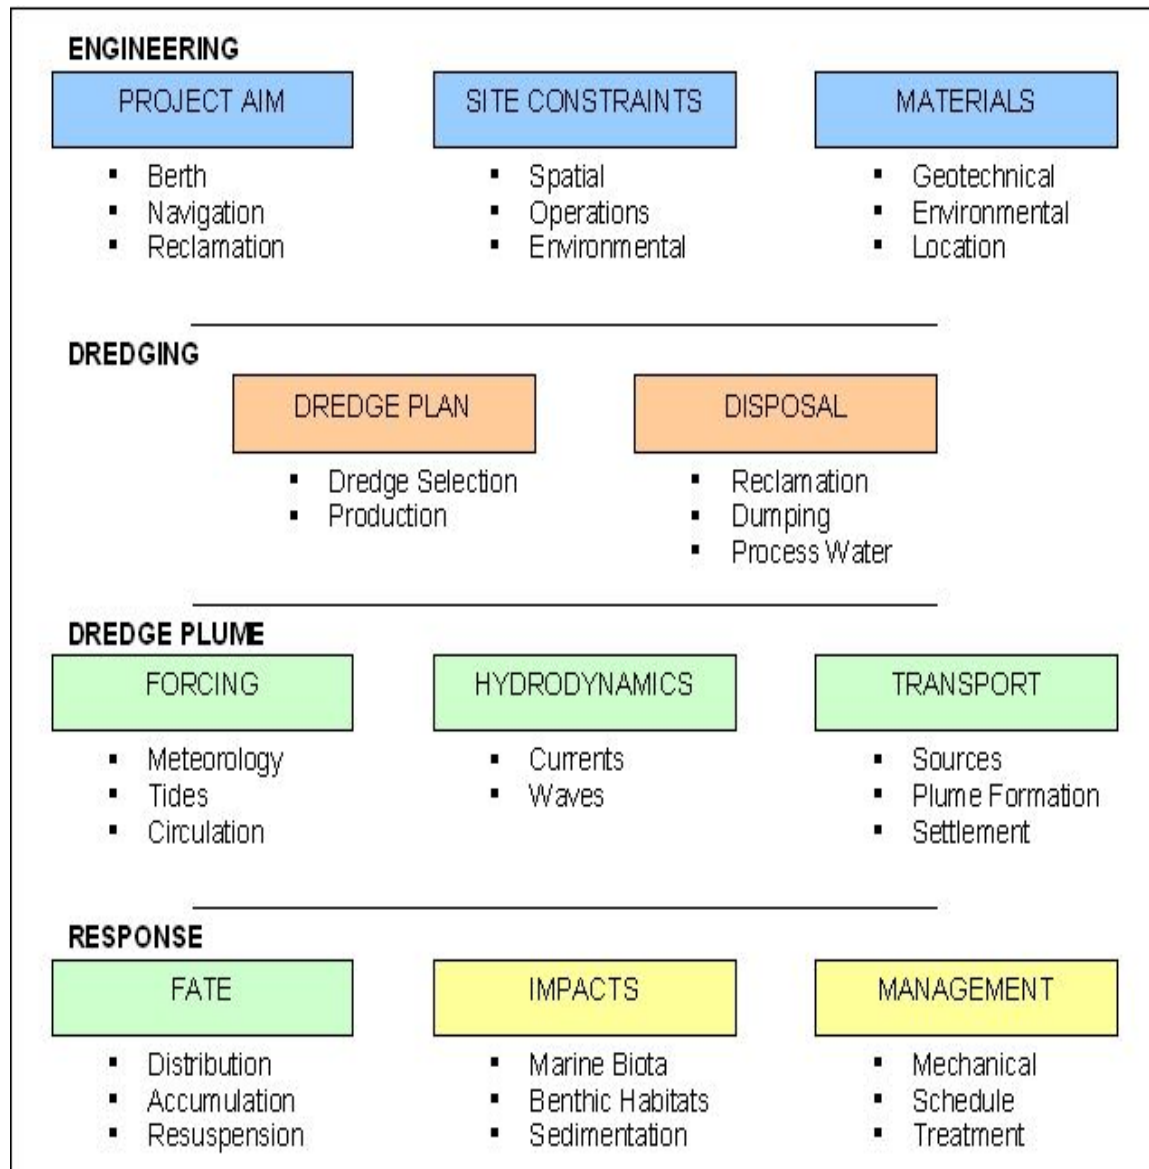 ENGINEERING
PROJECT AIM
SITE CONSTRAINTS
MATERIALS
▪ Berth
▪ Navigation
▪ Reclamation
▪ Spatial
▪ Operations
▪ Environmental
▪ Geotechnical
▪ Environmental
▪ Location
DREDGING
DREDGE PLAN
DISPOSAL
▪ Dredge Selection
▪ Production
▪ Reclamation
▪ Dumping
▪ Process Water
DREDGE PLUME
FORCING
HYDRODYNAMICS
TRANSPORT
▪ Meteorology
▪ Tides
▪ Circulation
▪ Currents
▪ Waves
▪ Sources
▪ Plume Formation
▪ Settlement
RESPONSE
FATE
IMPACTS
MANAGEMENT
▪ Distribution
▪ Accumulation
▪ Resuspension
▪ Marine Biota
▪ Benthic Habitats
▪ Sedimentation
▪ Mechanical
▪ Schedule
▪ Treatment